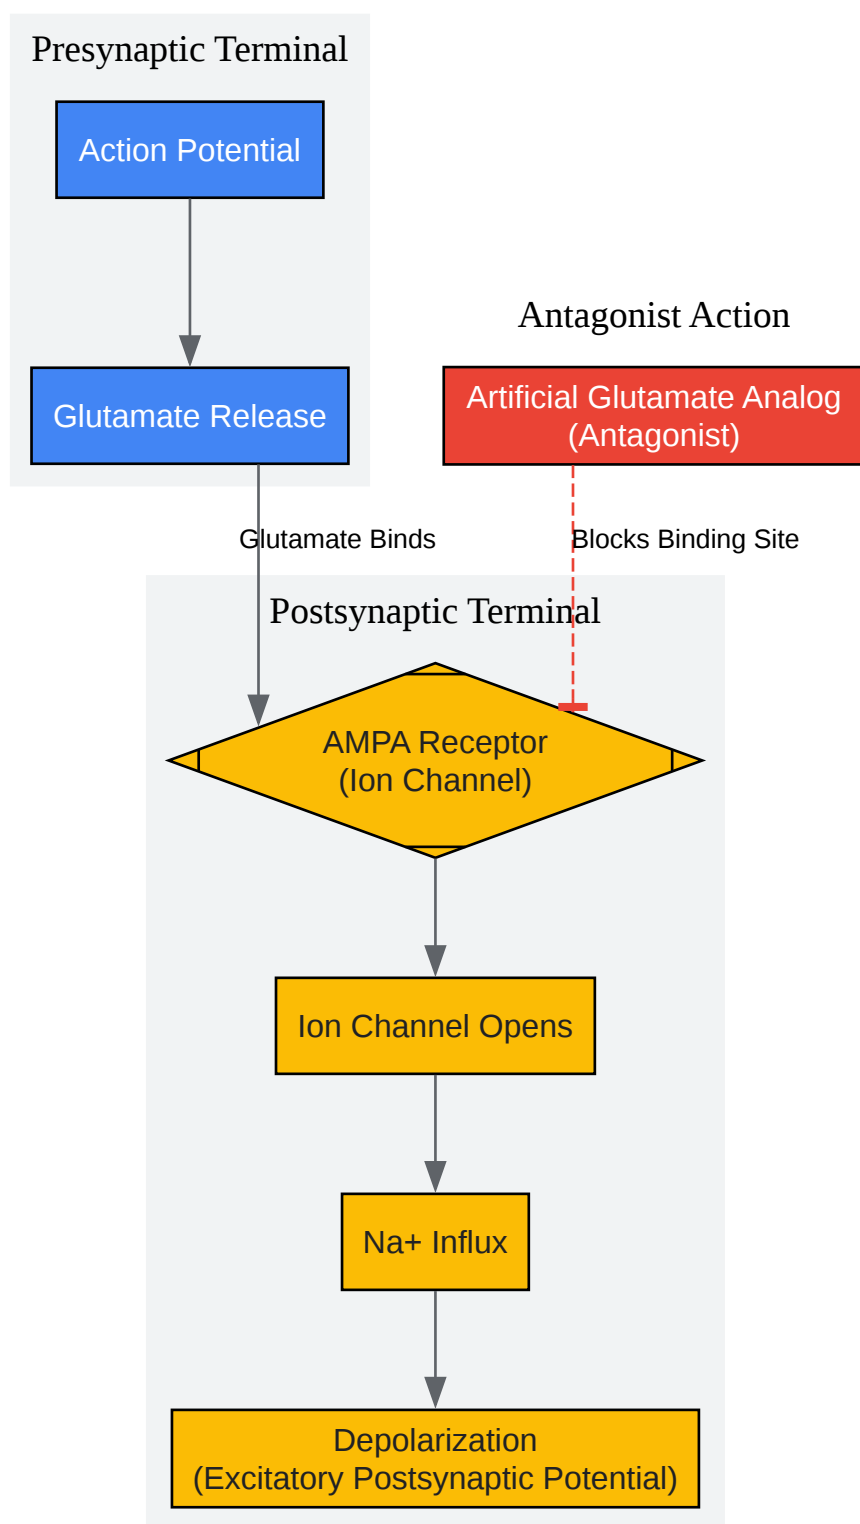 Presynaptic Terminal
Action Potential
Glutamate Release
Antagonist Action
Artificial Glutamate Analog
(Antagonist)
Glutamate Binds
Blocks Binding Site
Postsynaptic Terminal
AMPA Receptor
(Ion Channel)
Ion Channel Opens
Na+ Influx
Depolarization
(Excitatory Postsynaptic Potential)